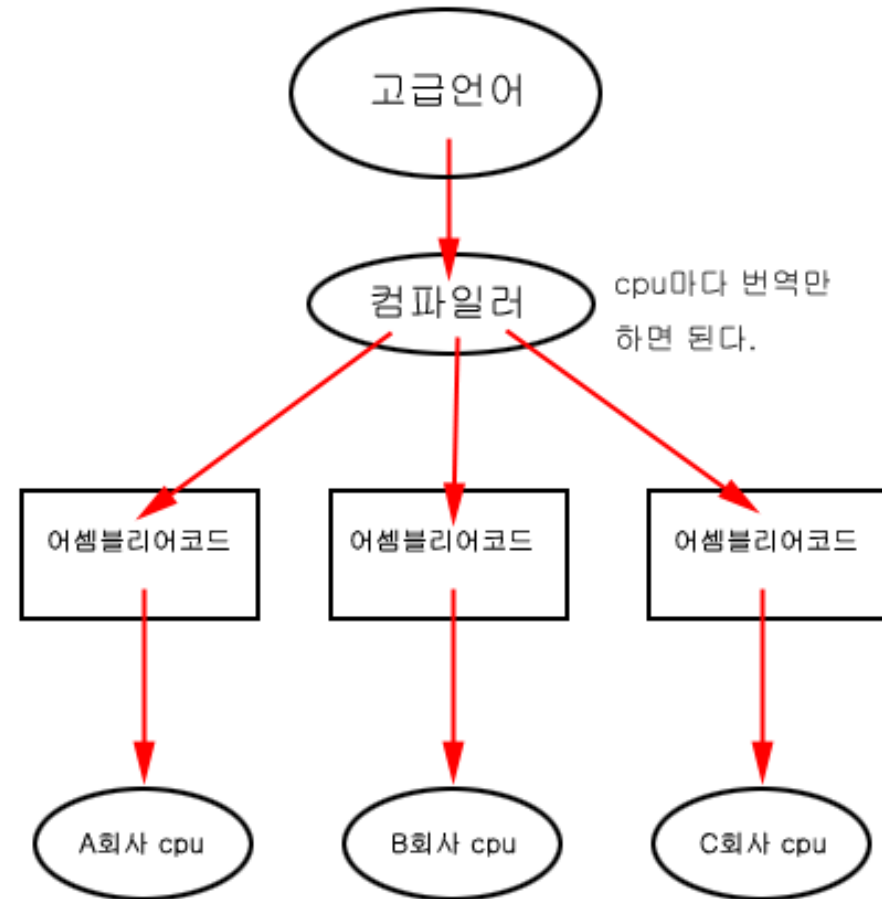 고급언어
컴파일러
cpu마다 번역만
하면 된다.
어셈블리어코드
어셈블리어코드
어셈블리어코드
A회사 cpu
B회사 cpu
C회사 cpu